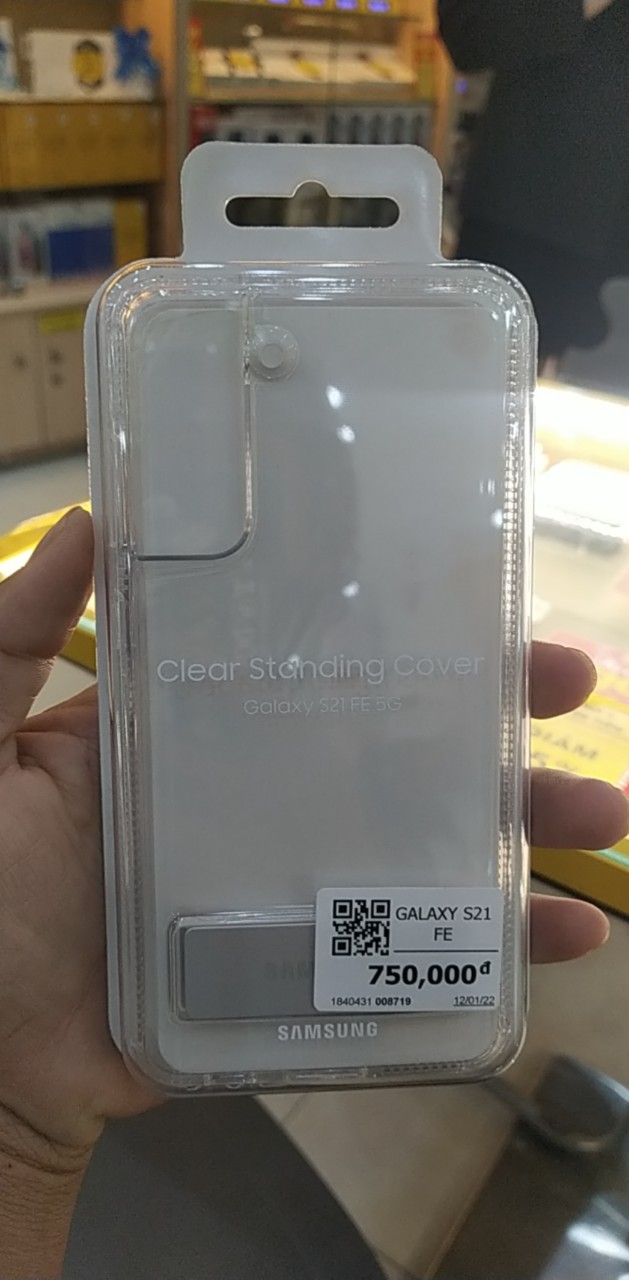 Clear Standing Cover
Galaxy S21 FE 5G
GALAXY S21
FE
750,000đ
1840431 008719 12/01/22
SAMSUNG